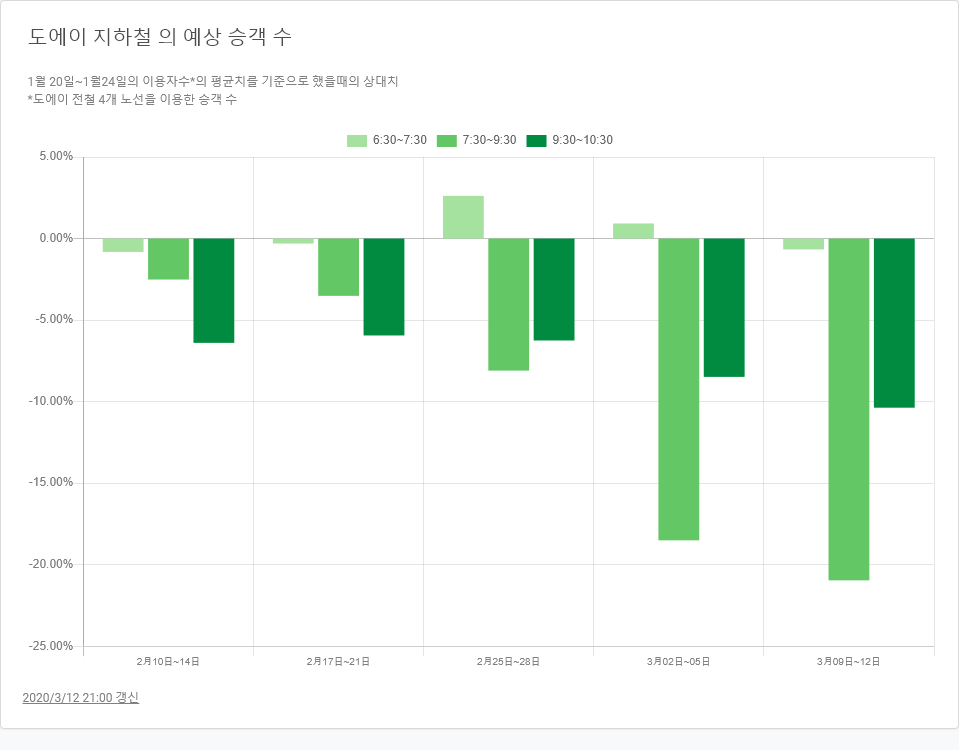 도에이 지하철 의 예상 승객 수
1월 20일~1월24일의 이용자수*의 평균치를 기준으로 했을때의 상대치
*도에이 전철 4개 노선을 이용한 승객 수
6:30~7:30 7:30~9:30 9:30~10:30
5.00%
0.00%
-5.00%
-10.00%
-15.00%
-20.00%
-25.00%
2月10日~14日 2月17日~21日 2月25日~28日 3月02日~05日 3月09日~12日
2020/3/12 21:00 갱신